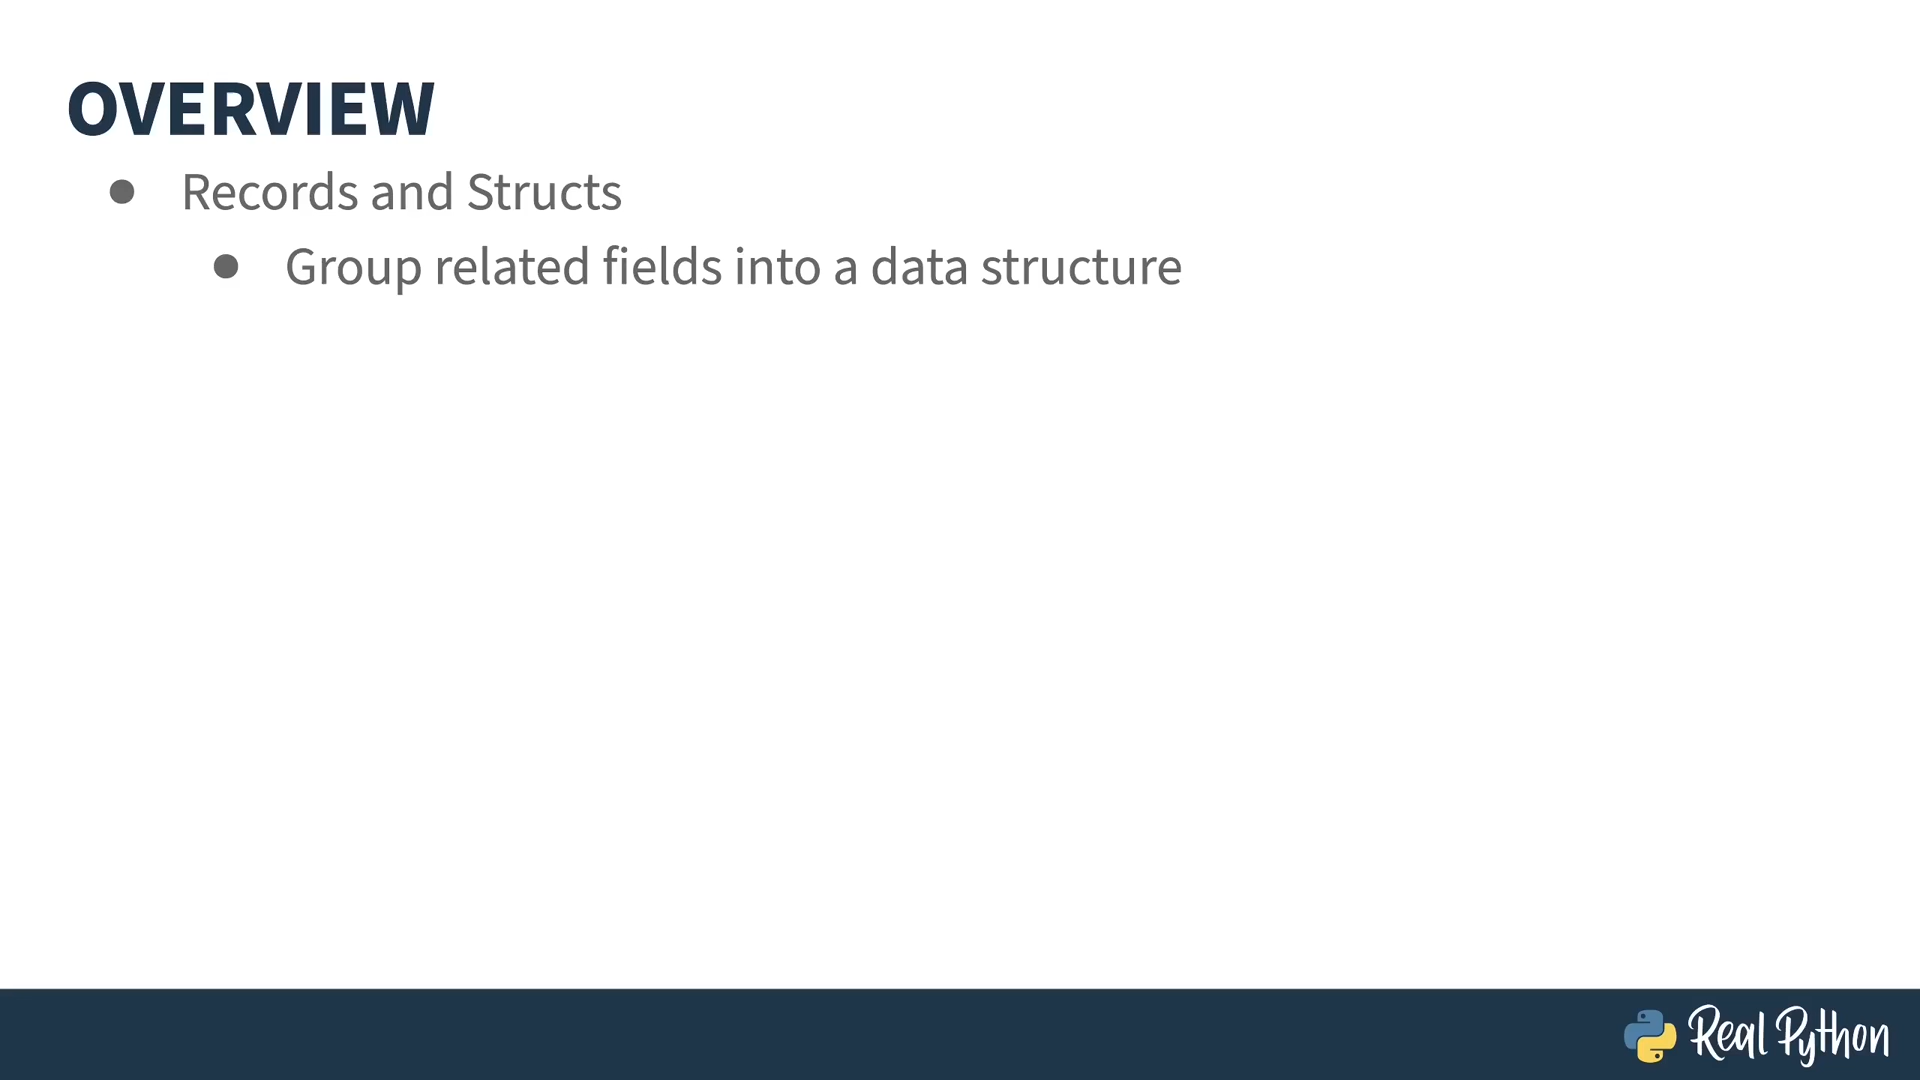 OVERVIEW
● Records and Structs
● Group related fields into a data structure
Real Python